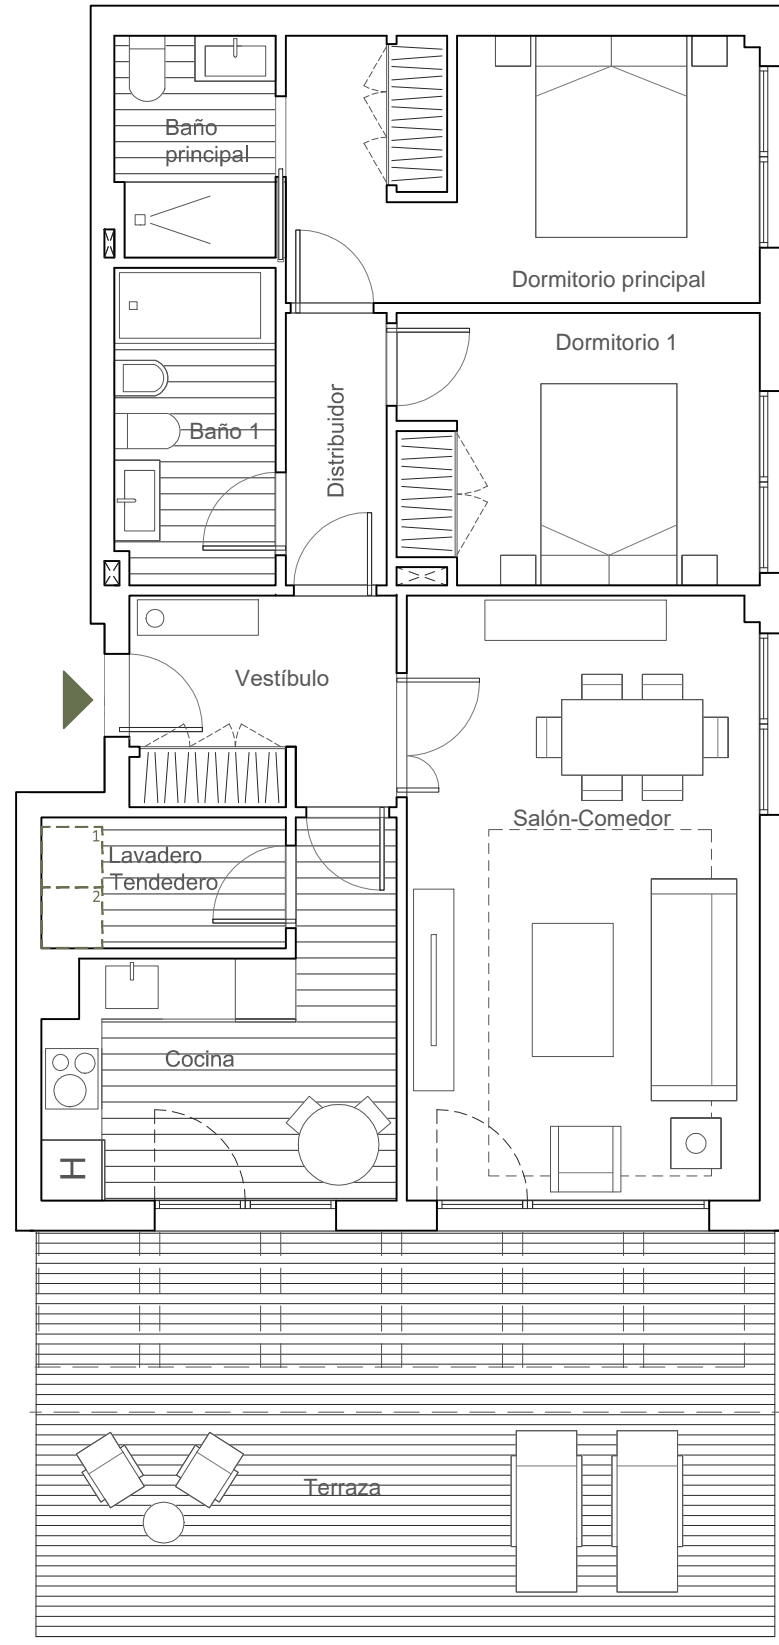 Baño
principal
Dormitorio principal
Dormitorio 1
Baño 1
Distribuidor
Vestíbulo
Salón-Comedor
1
Lavadero
Tendedero
2
Cocina
H
Terraza